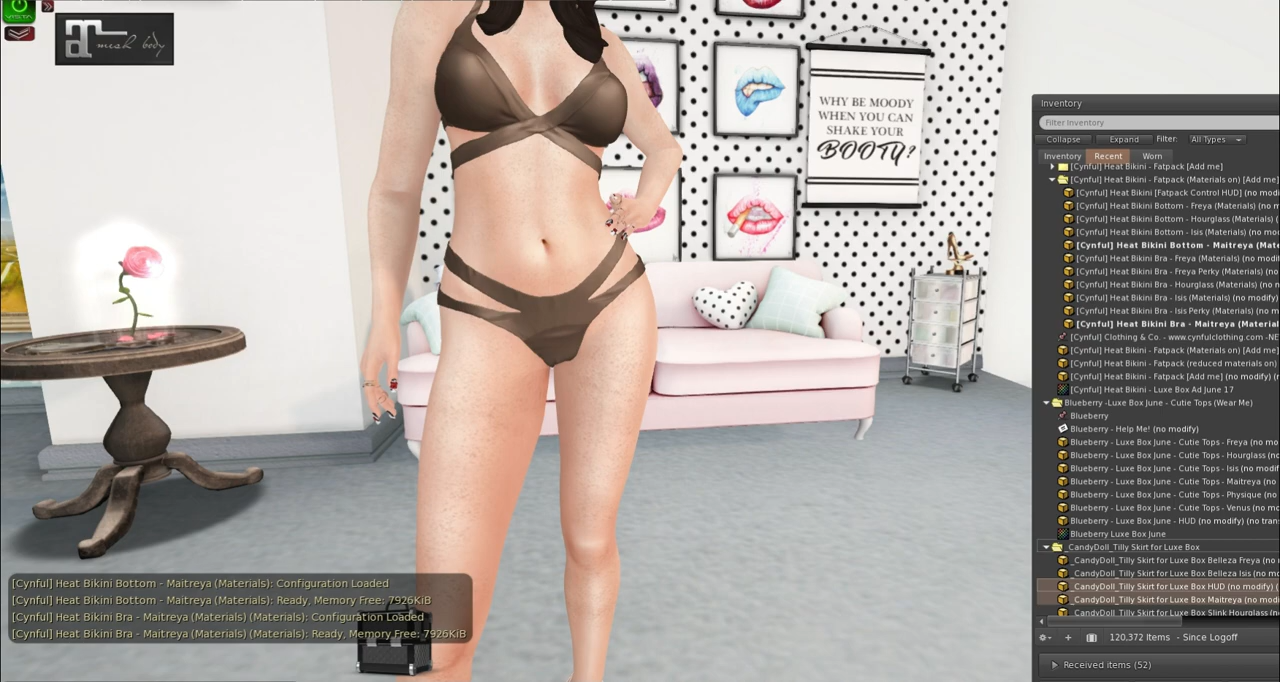 VISTA
mesh body
WHY BE MOODY
WHEN YOU CAN
SHAKE YOUR
BOOTY?
Inventory
Filter Inventory
Collapse Expand Filter: All Types
Inventory Recent Worn
[Cynful] Heat Bikini - Fatpack [Add me]
[Cynful] Heat Bikini - Fatpack (Materials on) [Add me]
[Cynful] Heat Bikini [Fatpack Control HUD] (no modi
[Cynful] Heat Bikini Bottom - Freya (Materials) (no m
[Cynful] Heat Bikini Bottom - Hourglass (Materials) (
[Cynful] Heat Bikini Bottom - Isis (Materials) (no mo
[Cynful] Heat Bikini Bottom - Maitreya (Mate
[Cynful] Heat Bikini Bra - Freya (Materials) (no modi
[Cynful] Heat Bikini Bra - Freya Perky (Materials) (no
[Cynful] Heat Bikini Bra - Hourglass (Materials) (no
[Cynful] Heat Bikini Bra - Isis (Materials) (no modify)
[Cynful] Heat Bikini Bra - Isis Perky (Materials) (no m
[Cynful] Heat Bikini Bra - Maitreya (Material
[Cynful] Clothing & Co. - www.cynfulclothing.com -NE
[Cynful] Heat Bikini - Fatpack (Materials on) [Add me]
[Cynful] Heat Bikini - Fatpack (reduced materials on)
[Cynful] Heat Bikini - Fatpack [Add me] (no modify) (n
[Cynful] Heat Bikini - Luxe Box Ad June 17
Blueberry -Luxe Box June - Cutie Tops (Wear Me)
Blueberry
Blueberry - Help Me! (no modify)
Blueberry - Luxe Box June - Cutie Tops - Freya (no mo
Blueberry - Luxe Box June - Cutie Tops - Hourglass (no
Blueberry - Luxe Box June - Cutie Tops - Isis (no modif
Blueberry - Luxe Box June - Cutie Tops - Maitreya (no
Blueberry - Luxe Box June - Cutie Tops - Physique (no
Blueberry - Luxe Box June - Cutie Tops - Venus (no mo
Blueberry - Luxe Box June - HUD (no modify) (no tran
Blueberry Luxe Box June
_CandyDoll_Tilly Skirt for Luxe Box
_CandyDoll_Tilly Skirt for Luxe Box Belleza Freya (no
_CandyDoll_Tilly Skirt for Luxe Box Belleza Isis (no m
_CandyDoll_Tilly Skirt for Luxe Box HUD (no modify) (
_CandyDoll_Tilly Skirt for Luxe Box Maitreya (no modi
_CandyDoll_Tilly Skirt for Luxe Box Slink Hourglass (n
120,372 Items - Since Logoff
Received items (52)
[Cynful] Heat Bikini Bottom - Maitreya (Materials): Configuration Loaded
[Cynful] Heat Bikini Bottom - Maitreya (Materials): Ready, Memory Free: 7926KiB
[Cynful] Heat Bikini Bra - Maitreya (Materials) (Materials): Configuration Loaded
[Cynful] Heat Bikini Bra - Maitreya (Materials) (Materials): Ready, Memory Free: 7926KiB